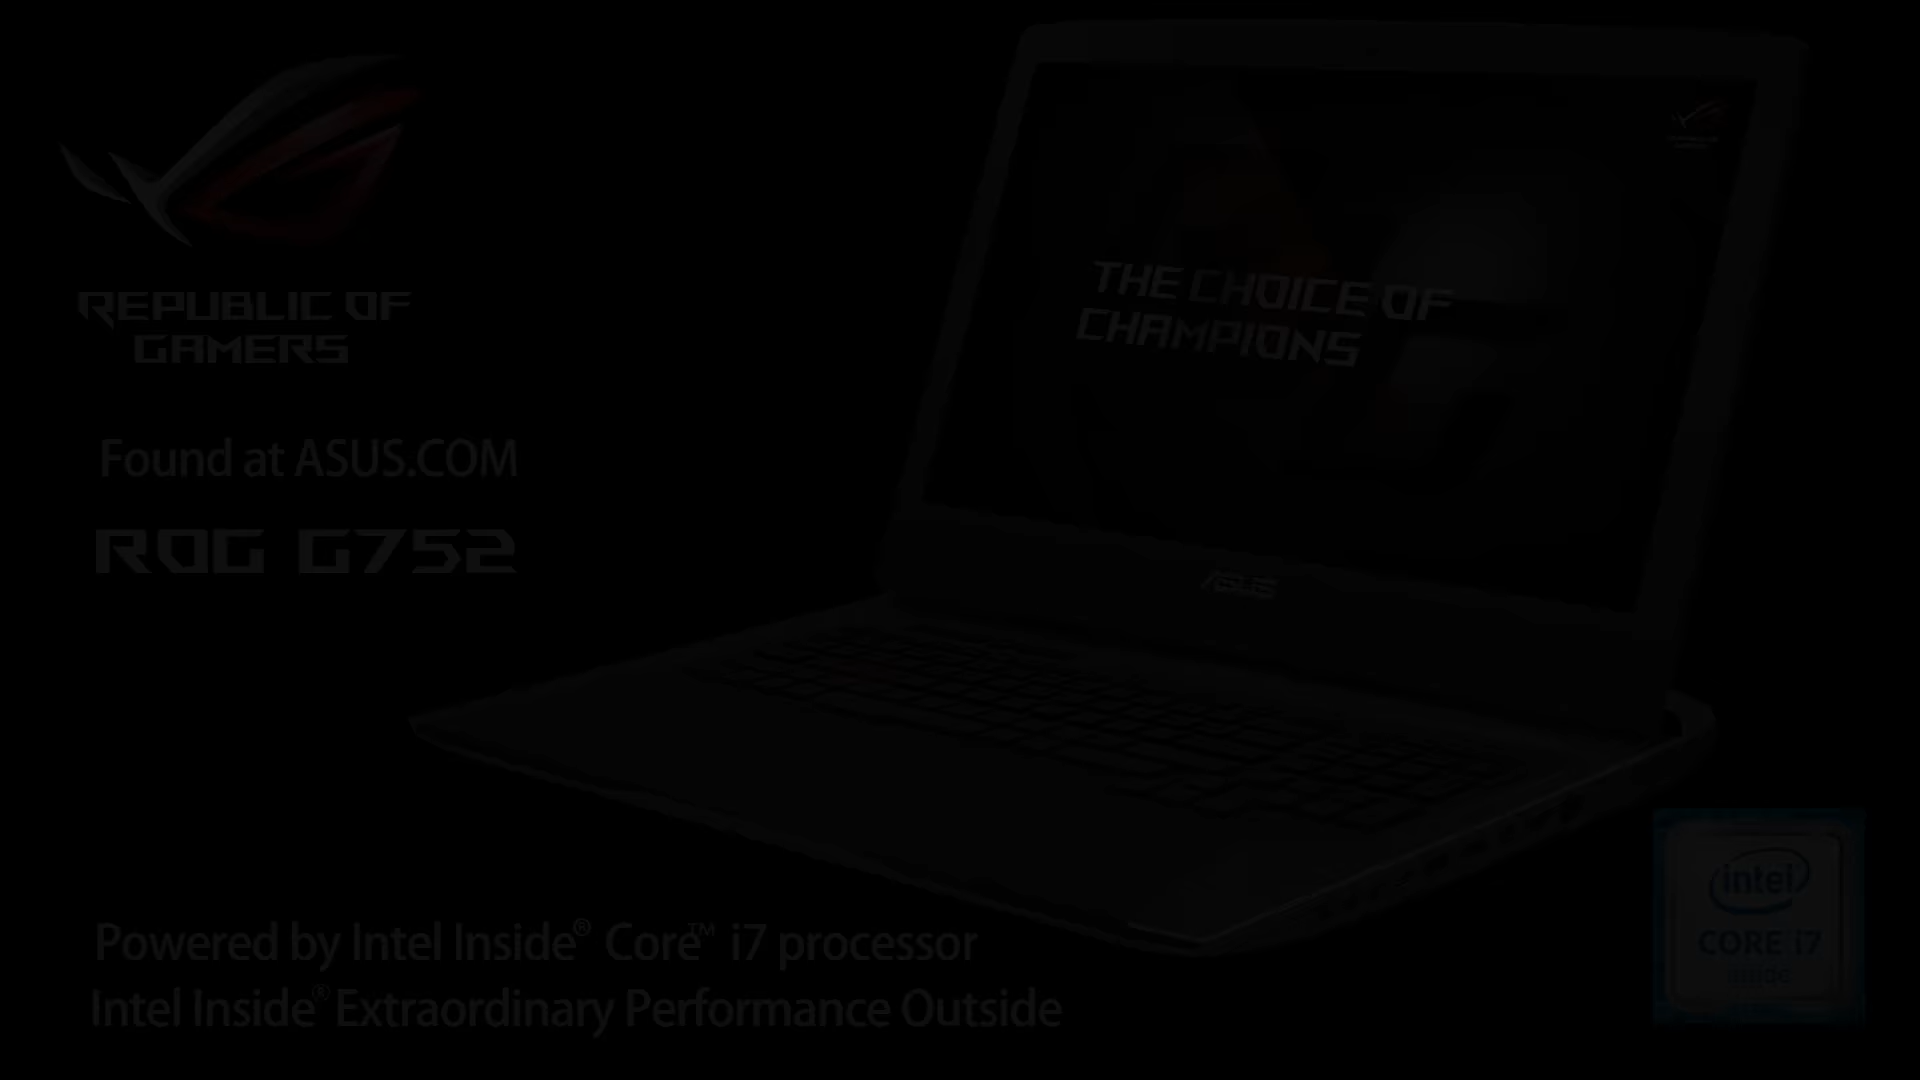 REPUBLIC OF
GAMERS
Found at ASUS.COM
ROG G752
THE CHOICE OF
CHAMPIONS
ASUS
Powered by Intel Inside® Core™ i7 processor
Intel Inside® Extraordinary Performance Outside
intel
CORE i7
inside